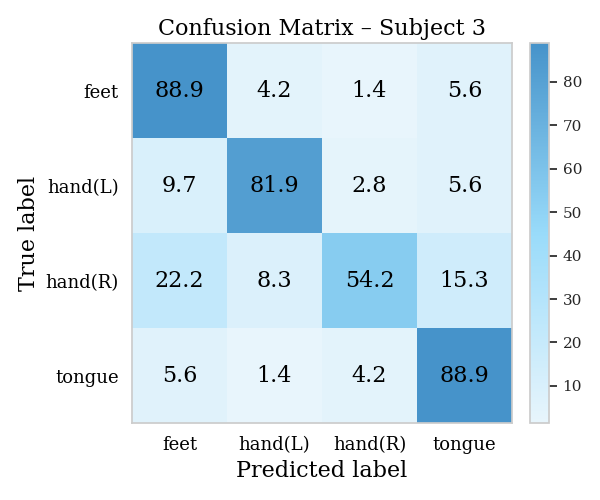 Confusion Matrix – Subject 3
True label
feet 88.9 4.2 1.4 5.6
hand(L) 9.7 81.9 2.8 5.6
hand(R) 22.2 8.3 54.2 15.3
tongue 5.6 1.4 4.2 88.9
feet hand(L) hand(R) tongue
Predicted label
80
70
60
50
40
30
20
10